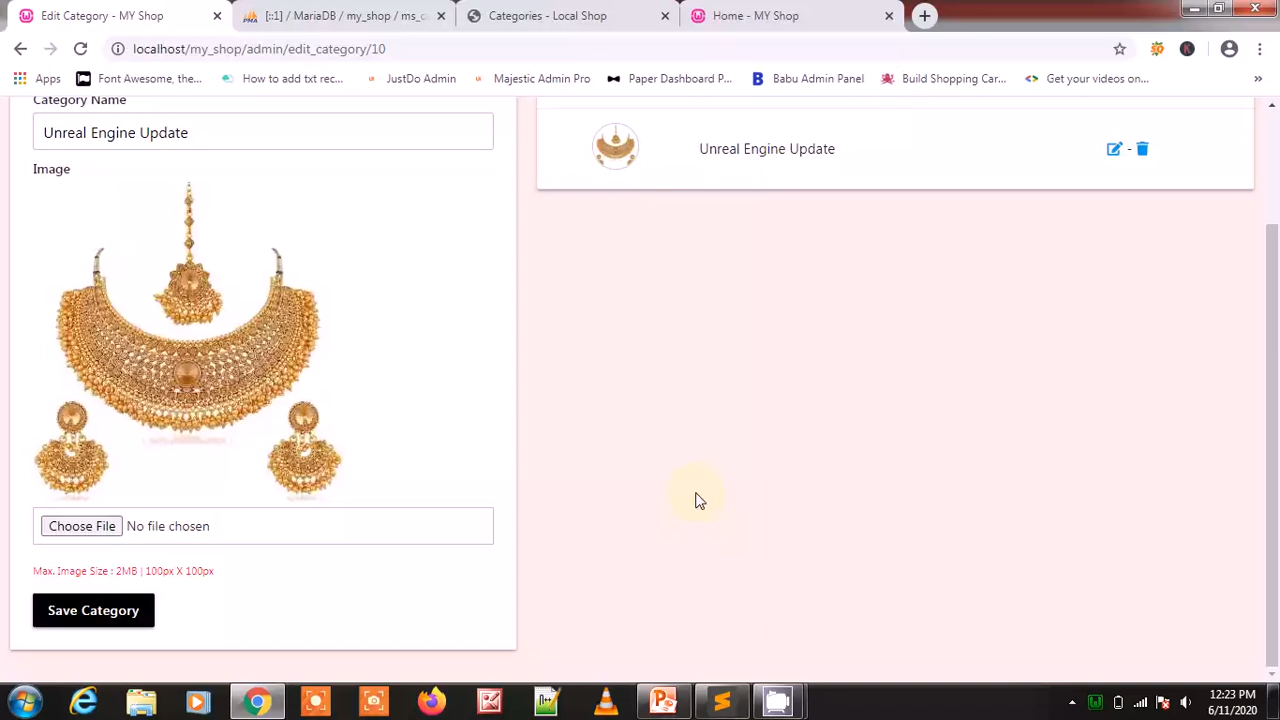 Edit Category - MY Shop
[::1] / MariaDB / my_shop / ms_c
Categories - Local Shop
Home - MY Shop
localhost/my_shop/admin/edit_category/10
Apps
Font Awesome, the...
How to add txt rec...
JustDo Admin
Majestic Admin Pro
Paper Dashboard P...
Babu Admin Panel
Build Shopping Car...
Get your videos on...
»
Category Name
Unreal Engine Update
Image
Unreal Engine Update
-
Choose File No file chosen
Max. Image Size : 2MB | 100px X 100px
Save Category
12:23 PM
6/11/2020